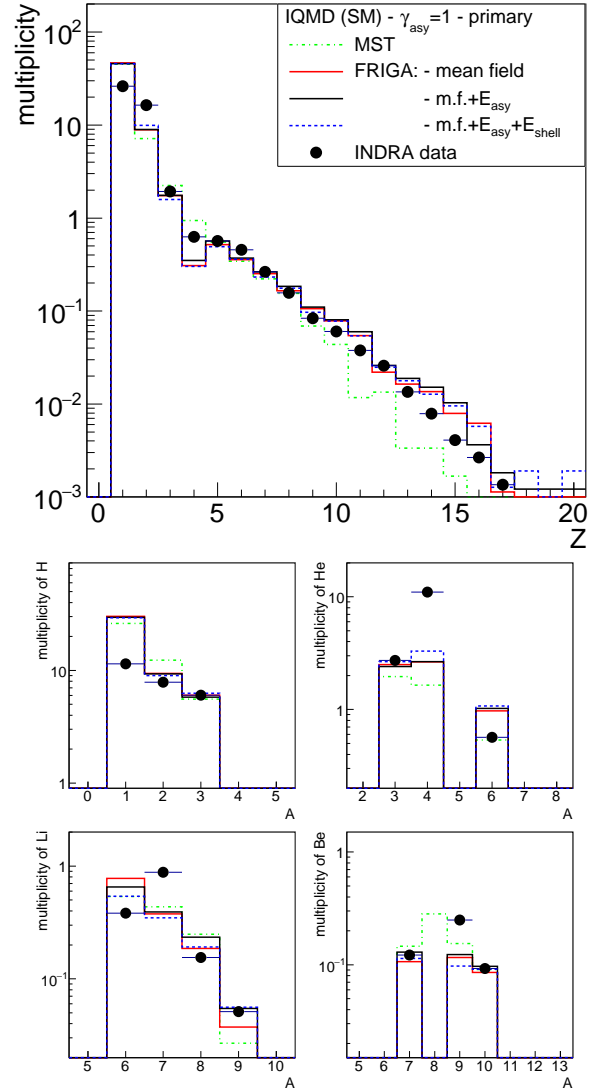 multiplicity
10²
10
1
10⁻¹
10⁻²
10⁻³
IQMD (SM) - γasy=1 - primary
MST
FRIGA: - mean field
- m.f.+Easy
- m.f.+Easy+Eshell
INDRA data
0 5 10 15 20
Z
multiplicity of H
10
1
0 1 2 3 4 5
A
multiplicity of He
10
1
2 3 4 5 6 7 8
A
multiplicity of Li
1
10⁻¹
5 6 7 8 9 10
A
multiplicity of Be
1
10⁻¹
5 6 7 8 9 10 11 12 13
A